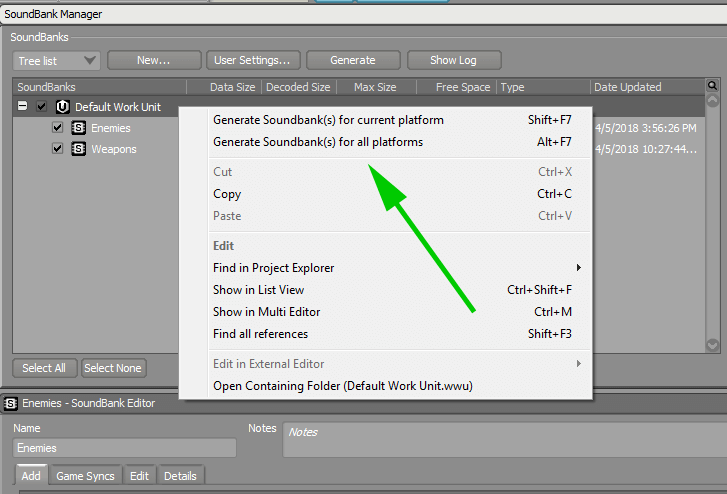 SoundBank Manager
SoundBanks
Tree list New... User Settings... Generate Show Log
SoundBanks Data Size Decoded Size Max Size Free Space Type Date Updated
Default Work Unit
Enemies 4/5/2018 3:56:26 PM
Weapons 4/5/2018 10:27:44...
Generate Soundbank(s) for current platform Shift+F7
Generate Soundbank(s) for all platforms Alt+F7
Cut Ctrl+X
Copy Ctrl+C
Paste Ctrl+V
Edit
Find in Project Explorer
Show in List View Ctrl+Shift+F
Show in Multi Editor Ctrl+M
Find all references Shift+F3
Edit in External Editor
Open Containing Folder (Default Work Unit.wwu)
Select All Select None
Enemies - SoundBank Editor
Name Notes Notes
Enemies
Add Game Syncs Edit Details